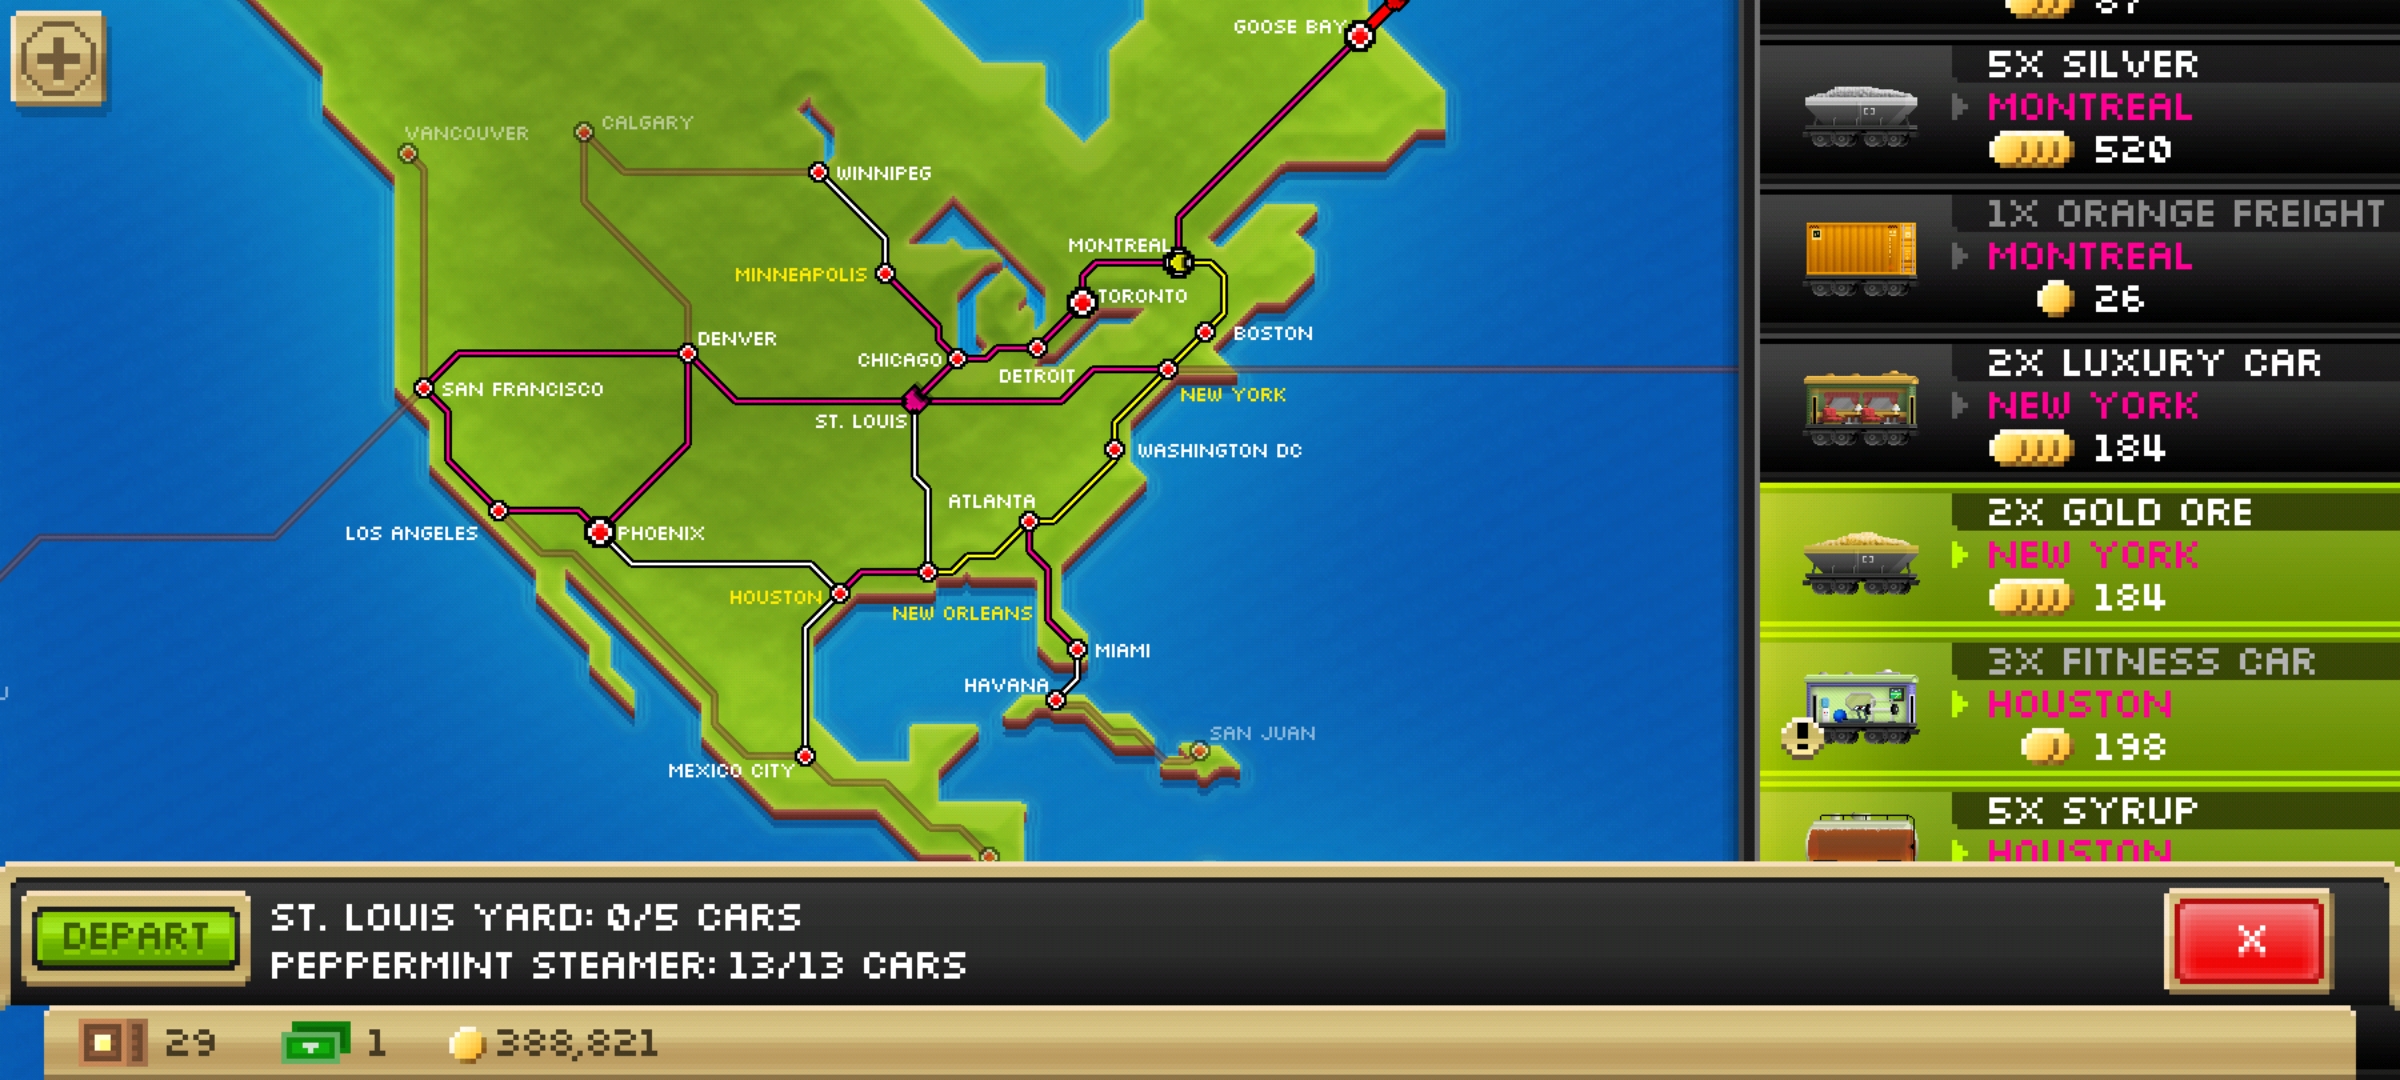 GOOSE BAY
VANCOUVER
CALGARY
WINNIPEG
MONTREAL
MINNEAPOLIS
TORONTO
BOSTON
DENVER
CHICAGO
DETROIT
SAN FRANCISCO
NEW YORK
ST. LOUIS
WASHINGTON DC
ATLANTA
LOS ANGELES
PHOENIX
HOUSTON
NEW ORLEANS
MIAMI
HAVANA
SAN JUAN
MEXICO CITY
87
5X SILVER
MONTREAL
520
1X ORANGE FREIGHT
MONTREAL
26
2X LUXURY CAR
NEW YORK
184
2X GOLD ORE
NEW YORK
184
3X FITNESS CAR
HOUSTON
198
5X SYRUP
HOUSTON
DEPART
ST. LOUIS YARD: 0/5 CARS
PEPPERMINT STEAMER: 13/13 CARS
X
29
1
388,821